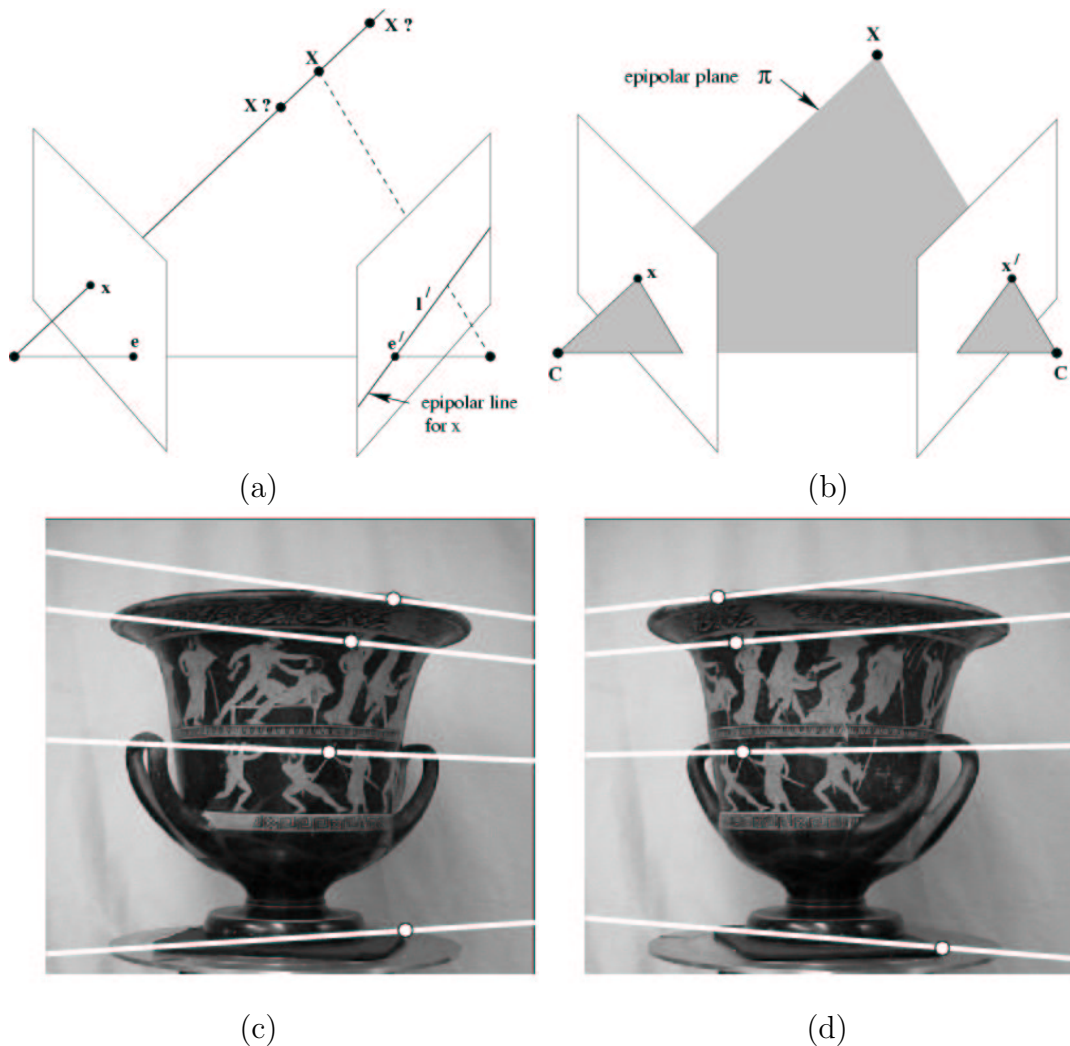 X ?
X
X ?
x
e
l /
e /
epipolar line
for x
(a)
X
epipolar plane π
x
x /
C
C
(b)
(c)
(d)